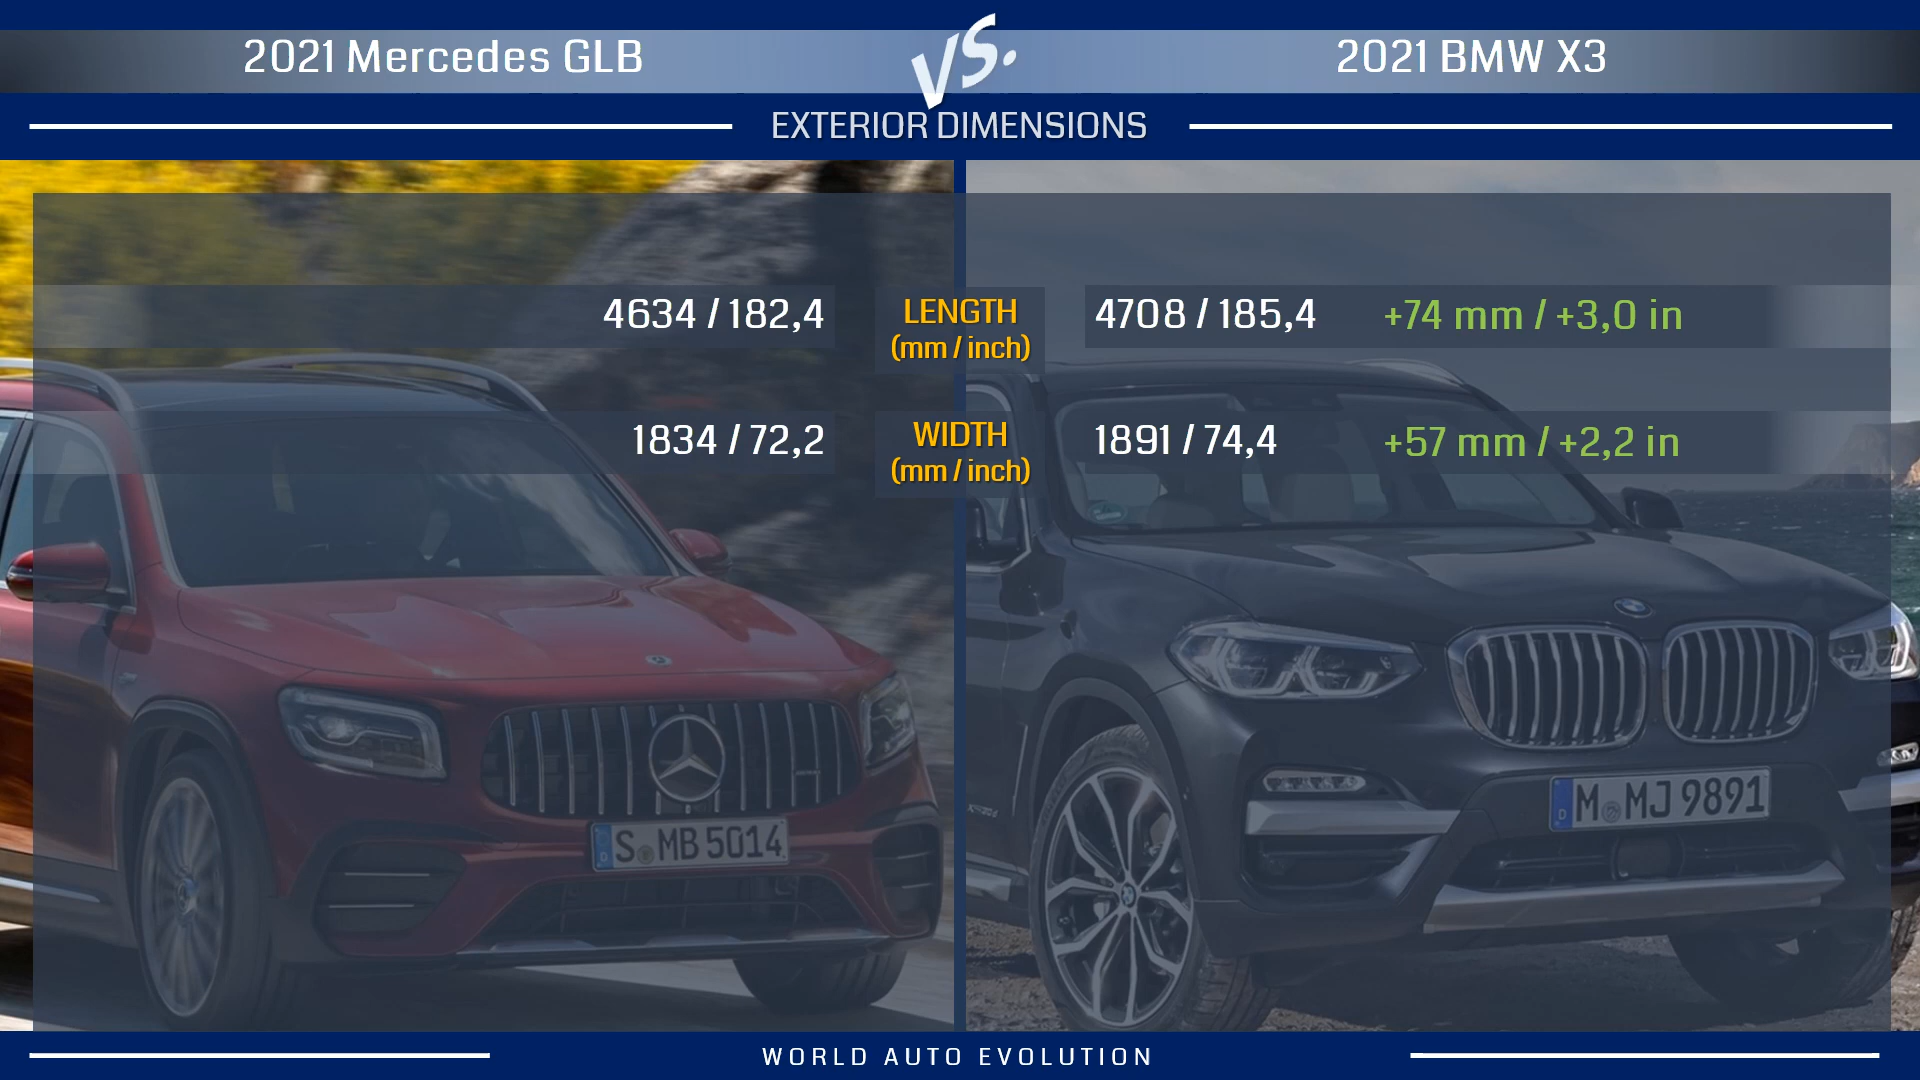 2021 Mercedes GLB
VS.
2021 BMW X3
EXTERIOR DIMENSIONS
4634 / 182,4
LENGTH
(mm / inch)
4708 / 185,4
+74 mm / +3,0 in
1834 / 72,2
WIDTH
(mm / inch)
1891 / 74,4
+57 mm / +2,2 in
S MB 5014
D
M MJ 9891
D
WORLD AUTO EVOLUTION